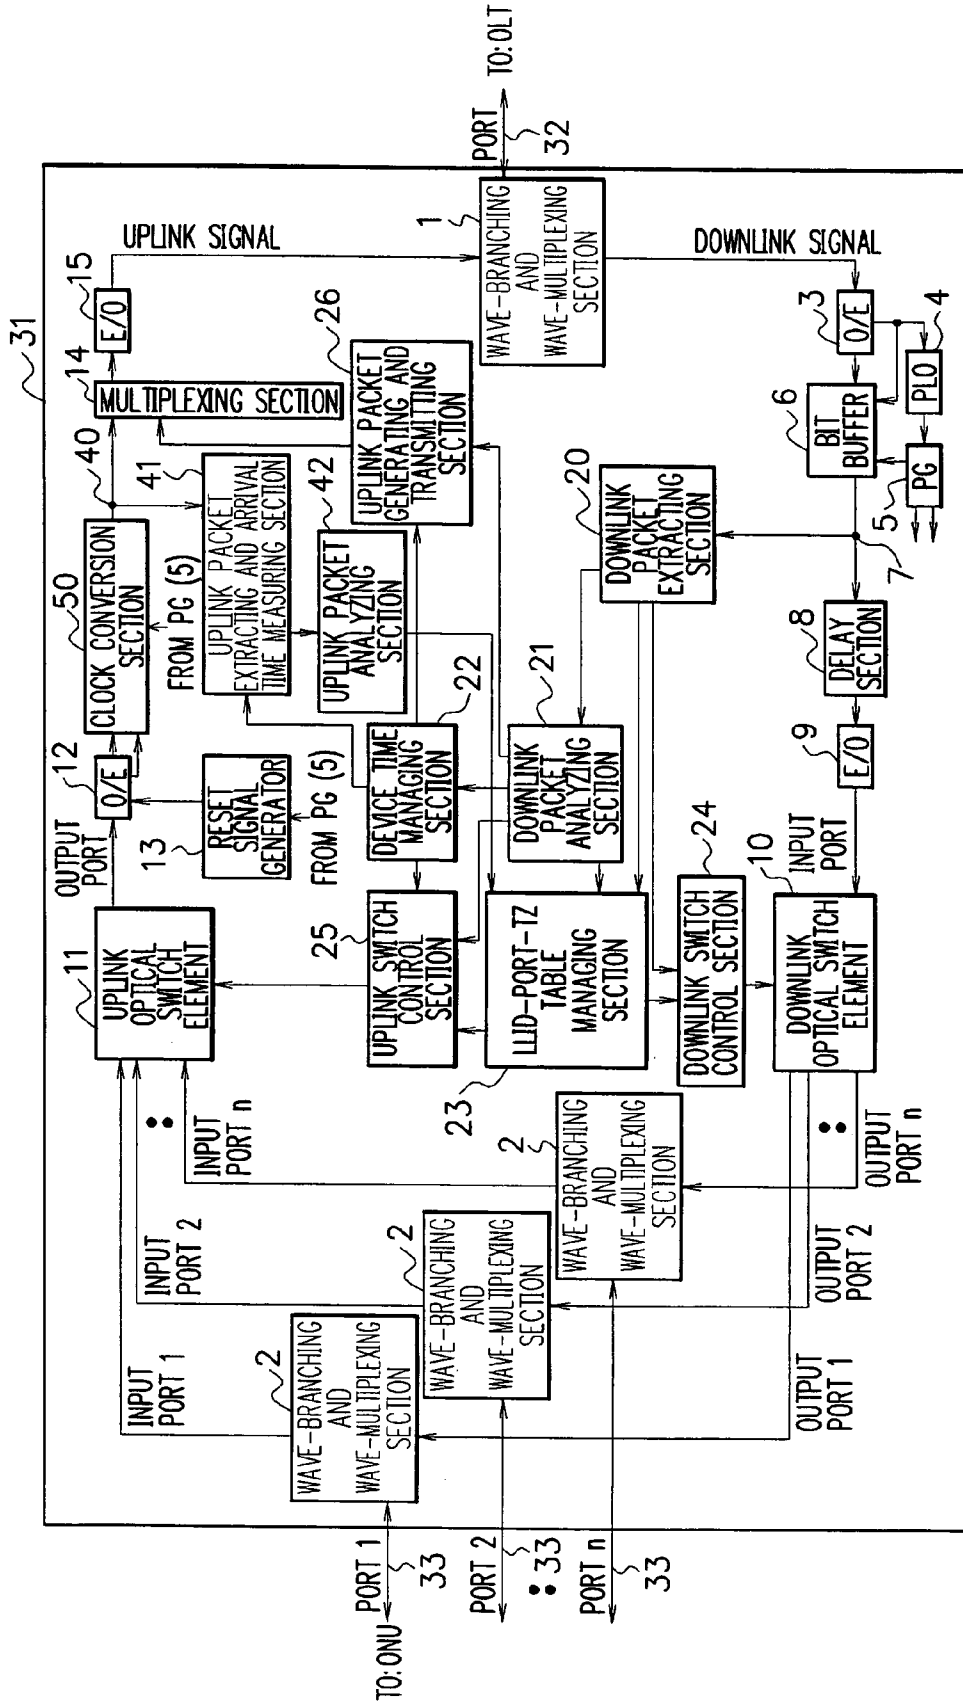 31
TO:ONU
PORT 1
33
PORT 2
33
PORT n
33
INPUT
PORT 1
INPUT
PORT 2
INPUT
PORT n
WAVE-BRANCHING
AND
WAVE-MULTIPLEXING
SECTION
2
WAVE-BRANCHING
AND
WAVE-MULTIPLEXING
SECTION
2
WAVE-BRANCHING
AND
WAVE-MULTIPLEXING
SECTION
2
OUTPUT
PORT 1
OUTPUT
PORT 2
OUTPUT
PORT n
11
UPLINK
OPTICAL
SWITCH
ELEMENT
OUTPUT
PORT
12
O/E
13
RESET
SIGNAL
GENERATOR
FROM PG (5)
50
CLOCK CONVERSION
SECTION
FROM PG (5)
40
14
MULTIPLEXING SECTION
15
E/O
UPLINK SIGNAL
41
UPLINK PACKET
EXTRACTING AND ARRIVAL
TIME MEASURING SECTION
42
UPLINK PACKET
ANALYZING
SECTION
26
UPLINK PACKET
GENERATING AND
TRANSMITTING
SECTION
25
UPLINK SWITCH
CONTROL
SECTION
22
DEVICE TIME
MANAGING
SECTION
23
LLID-PORT-TZ
TABLE
MANAGING
SECTION
21
DOWNLINK
PACKET
ANALYZING
SECTION
20
DOWNLINK
PACKET
EXTRACTING
SECTION
24
DOWNLINK SWITCH
CONTROL SECTION
10
DOWNLINK
OPTICAL SWITCH
ELEMENT
INPUT
PORT
9
E/O
8
DELAY
SECTION
7
6
BIT
BUFFER
5
PG
4
PLO
3
O/E
DOWNLINK SIGNAL
1
WAVE-BRANCHING
AND
WAVE-MULTIPLEXING
SECTION
PORT
32
TO:OLT